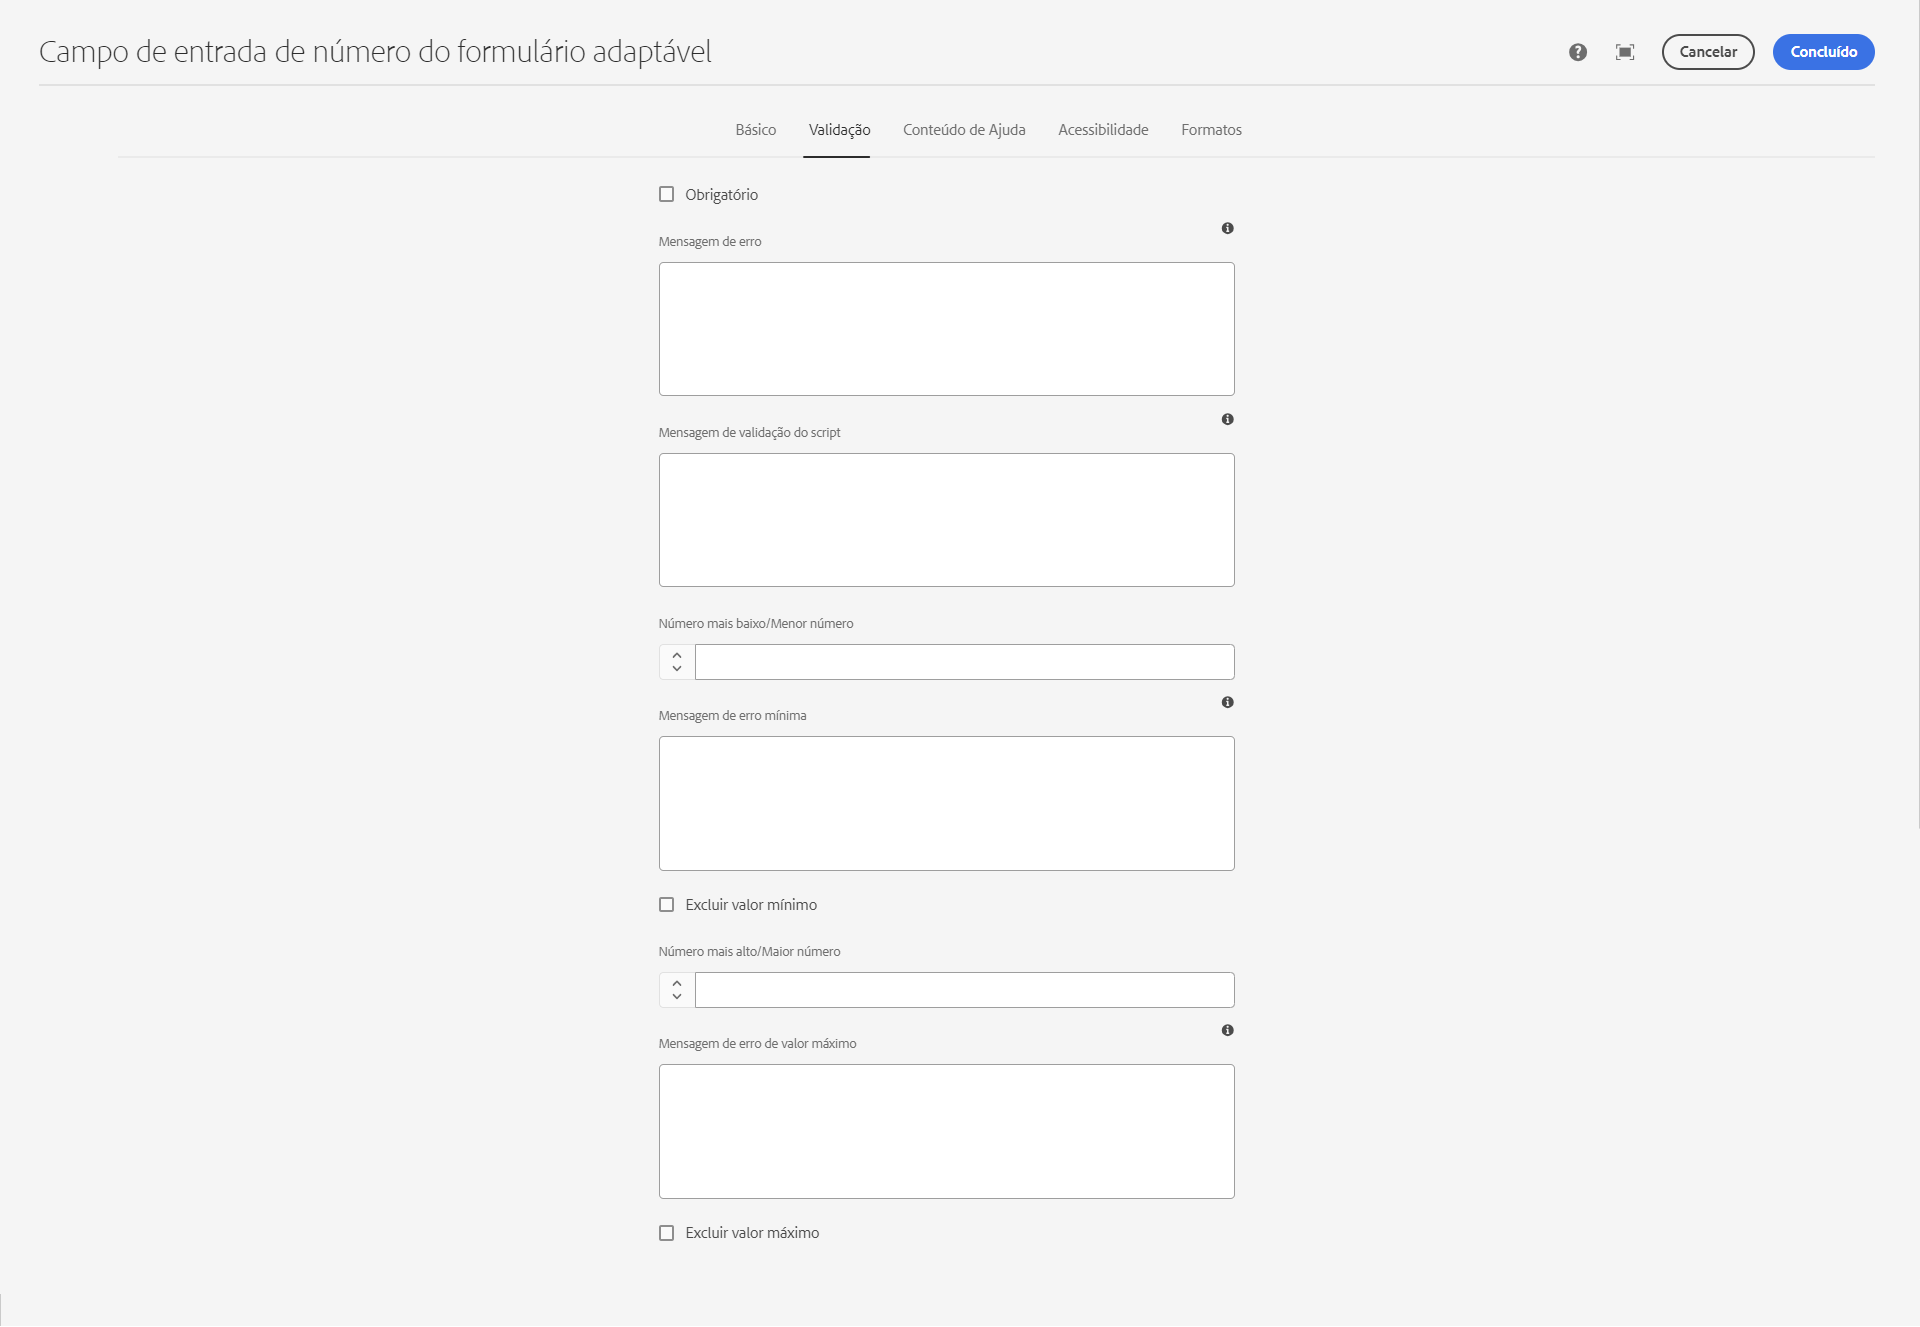 Campo de entrada de número do formulário adaptável
Cancelar
Concluído
Básico
Validação
Conteúdo de Ajuda
Acessibilidade
Formatos
Obrigatório
Mensagem de erro
Mensagem de validação do script
Número mais baixo/Menor número
Mensagem de erro mínima
Excluir valor mínimo
Número mais alto/Maior número
Mensagem de erro de valor máximo
Excluir valor máximo